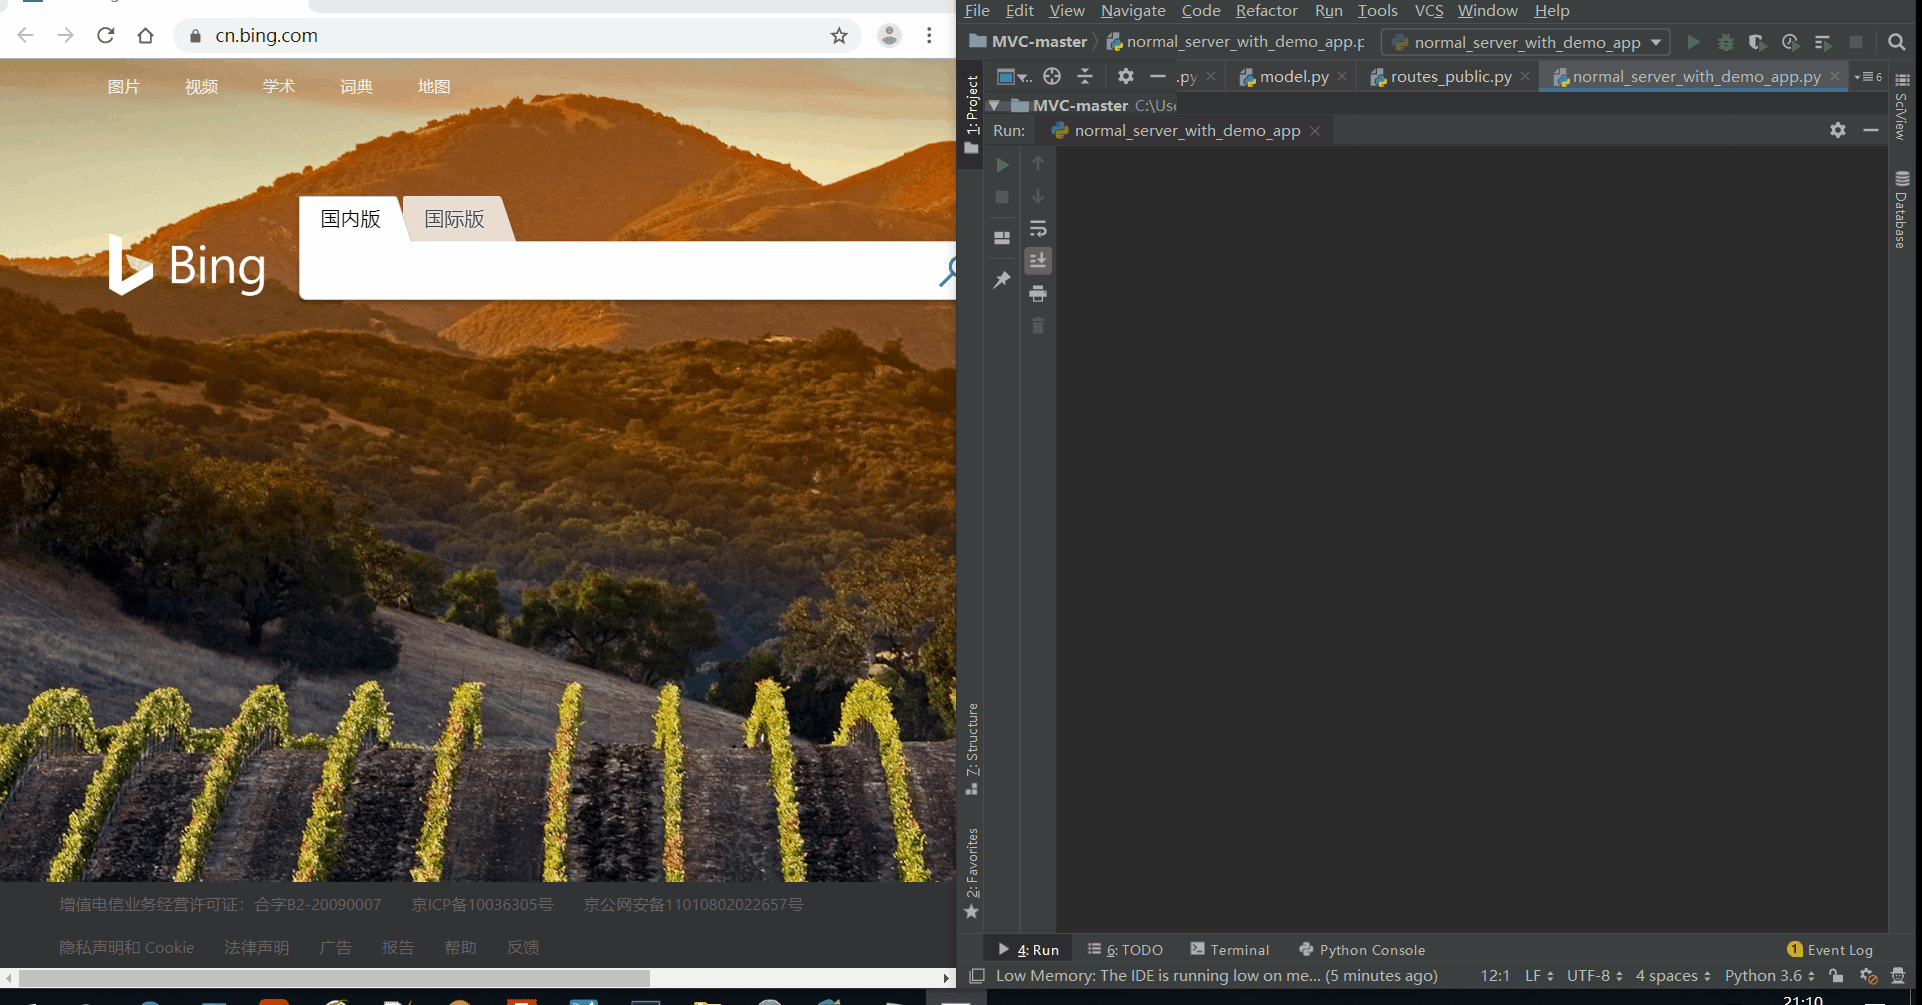 cn.bing.com
图片 视频 学术 词典 地图
国内版 国际版
Bing
增值电信业务经营许可证：合字B2-20090007 京ICP备10036305号 京公网安备11010802022657号
隐私声明和 Cookie 法律声明 广告 报告 帮助 反馈
File Edit View Navigate Code Refactor Run Tools VCS Window Help
MVC-master normal_server_with_demo_app.p normal_server_with_demo_app
.py model.py routes_public.py normal_server_with_demo_app.py 6
MVC-master C:\Use
Run: normal_server_with_demo_app
1: Project
7: Structure
2: Favorites
SciView
Database
4: Run 6: TODO Terminal Python Console 1 Event Log
Low Memory: The IDE is running low on me... (5 minutes ago) 12:1 LF UTF-8 4 spaces Python 3.6
21:10